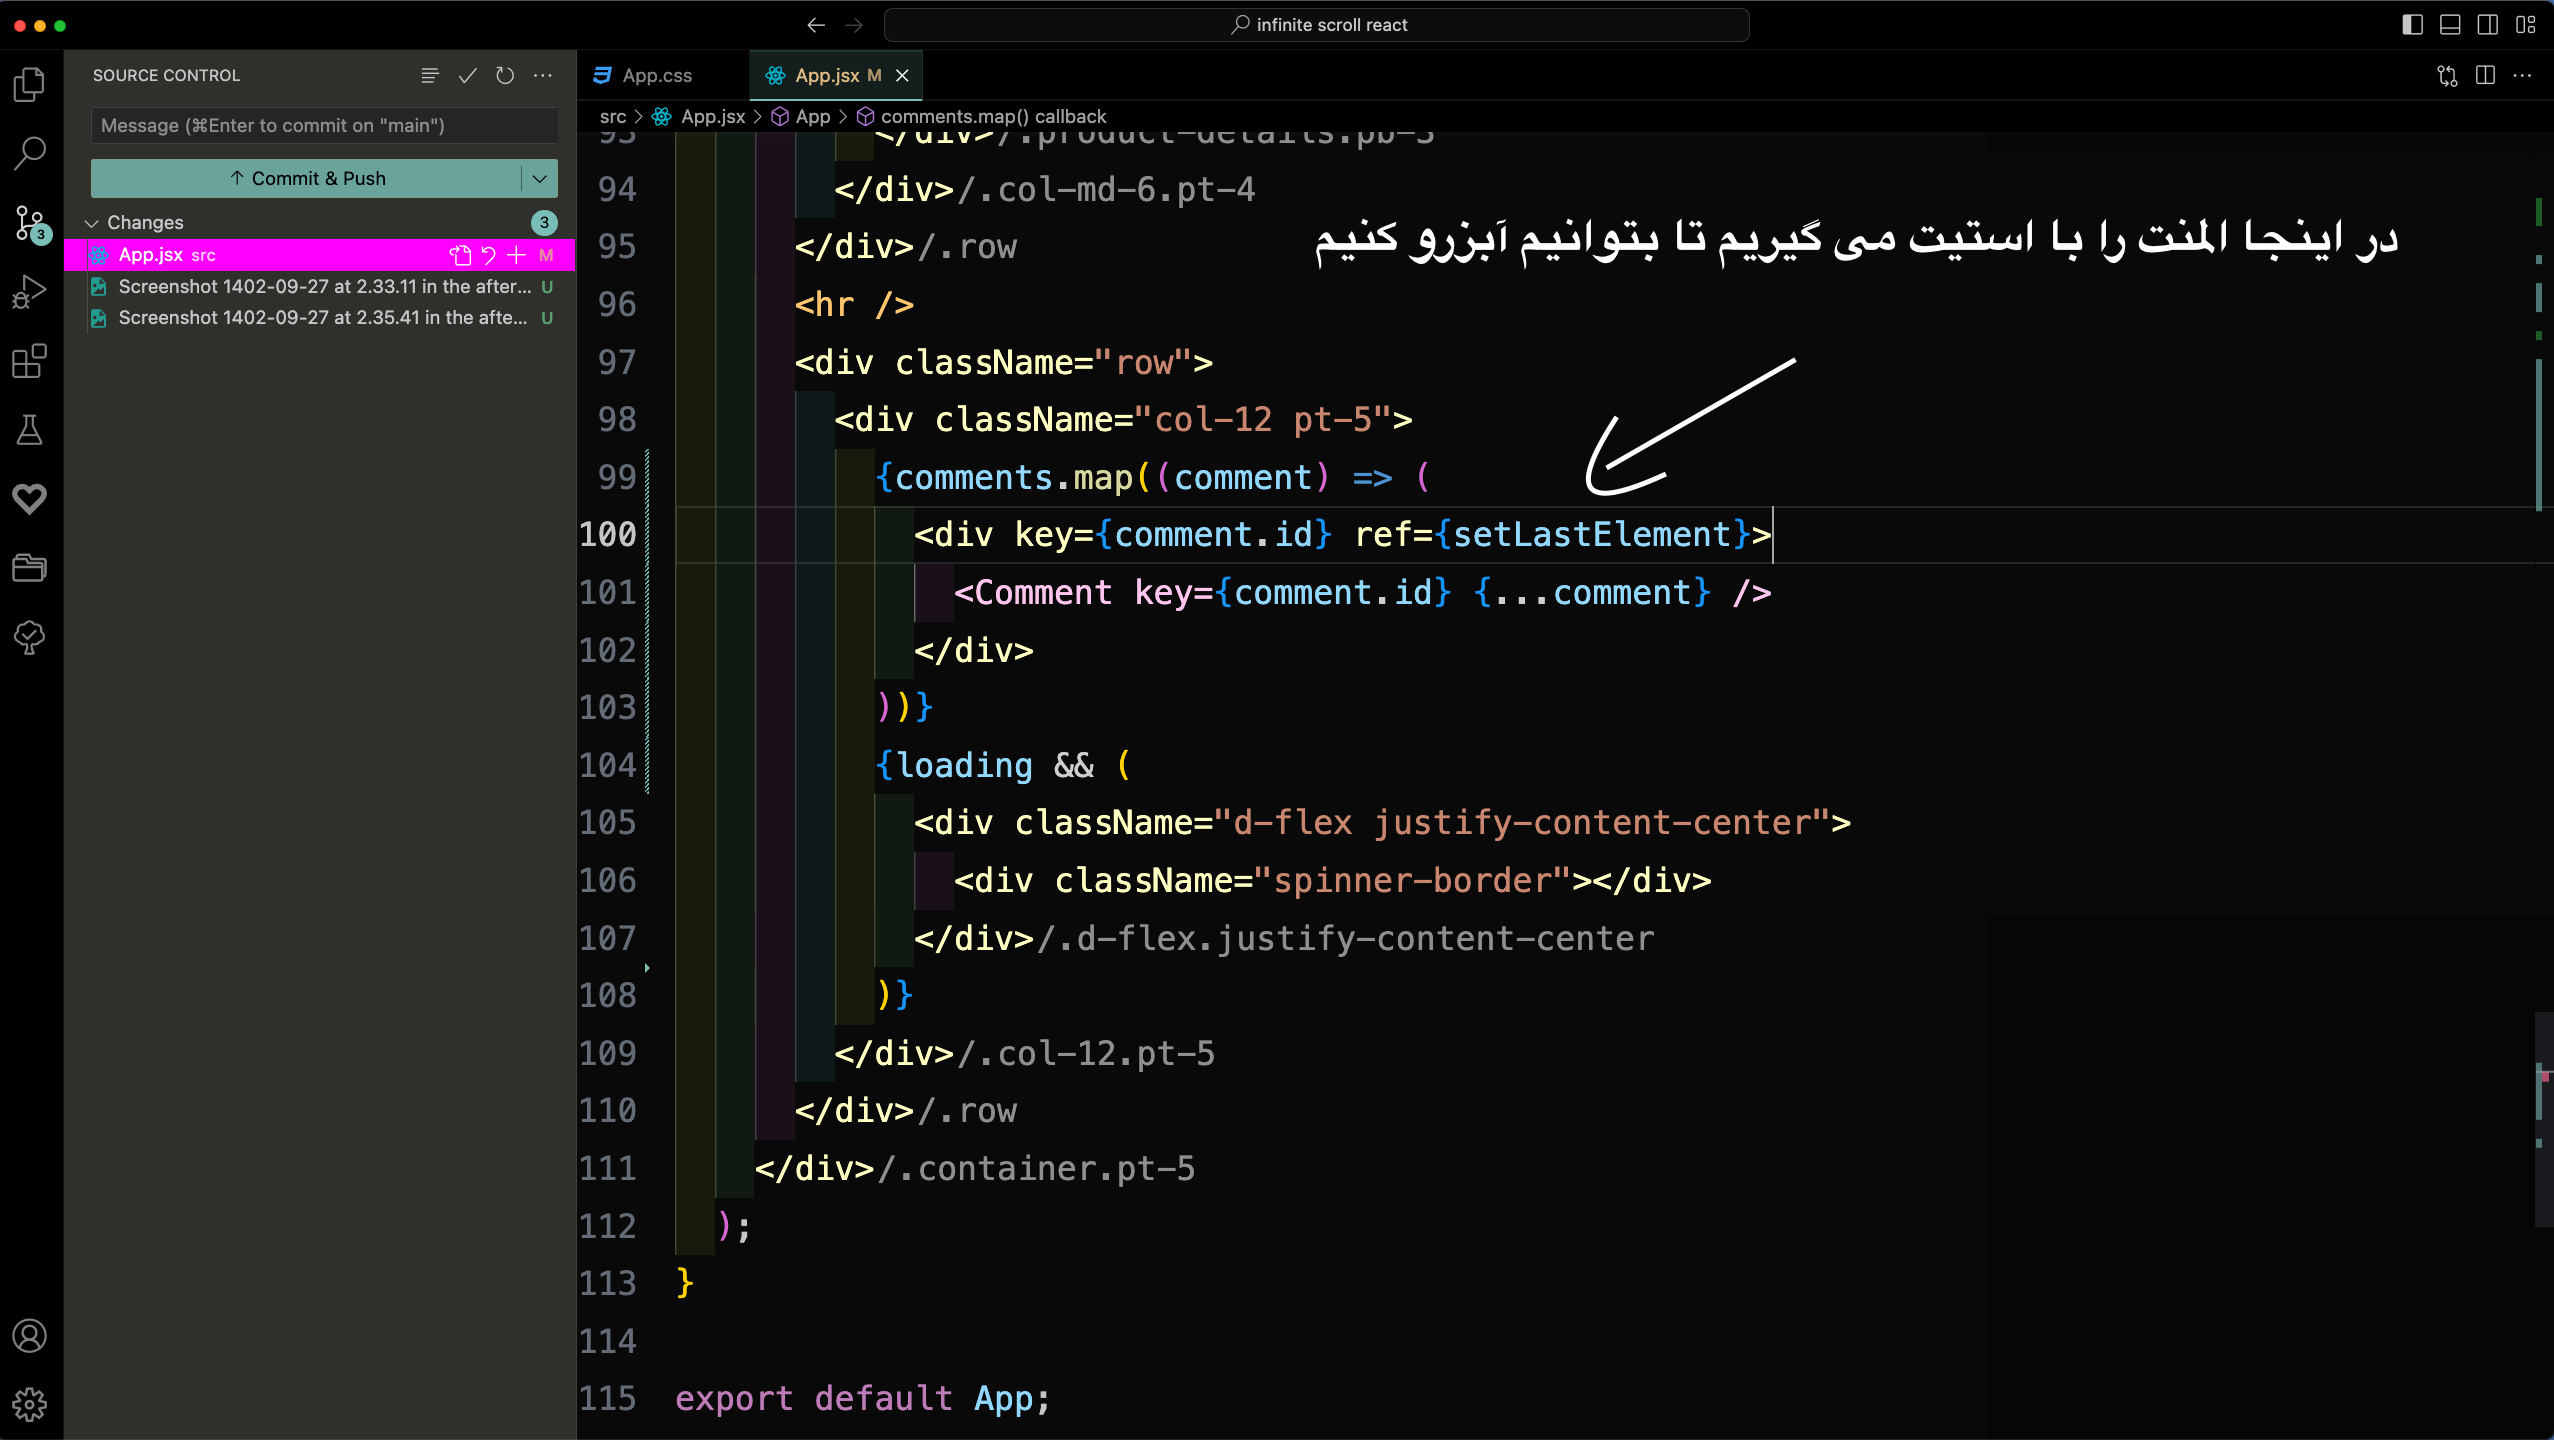 infinite scroll react
SOURCE CONTROL
Message (⌘Enter to commit on "main")
↑ Commit & Push
Changes 3
App.jsx src M
Screenshot 1402-09-27 at 2.33.11 in the after... U
Screenshot 1402-09-27 at 2.35.41 in the afte... U
3
App.css
App.jsx M
src > App.jsx > App > comments.map() callback
93 </div>/.product-details.pb-5
94 </div>/.col-md-6.pt-4
95 </div>/.row
در اینجا المنت را با استیت می گیریم تا بتوانیم آبزرو کنیم
96 <hr />
97 <div className="row">
98 <div className="col-12 pt-5">
99 {comments.map((comment) => (
100 <div key={comment.id} ref={setLastElement}>
101 <Comment key={comment.id} {...comment} />
102 </div>
103 ))}
104 {loading && (
105 <div className="d-flex justify-content-center">
106 <div className="spinner-border"></div>
107 </div>/.d-flex.justify-content-center
108 )}
109 </div>/.col-12.pt-5
110 </div>/.row
111 </div>/.container.pt-5
112 );
113 }
114
115 export default App;